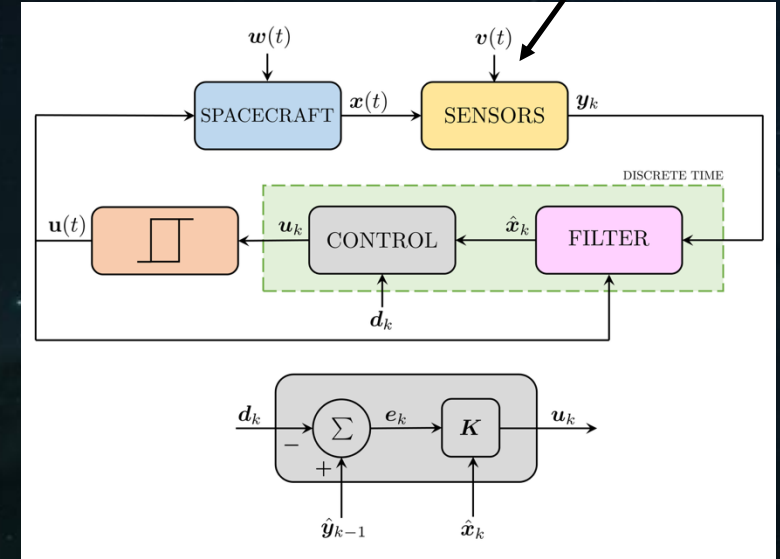 w(t)
v(t)
SPACECRAFT
x(t)
SENSORS
y_k
DISCRETE TIME
u(t)
u_k
CONTROL
x̂_k
FILTER
d_k
d_k
−
Σ
+
e_k
K
u_k
ŷ_{k−1}
x̂_k